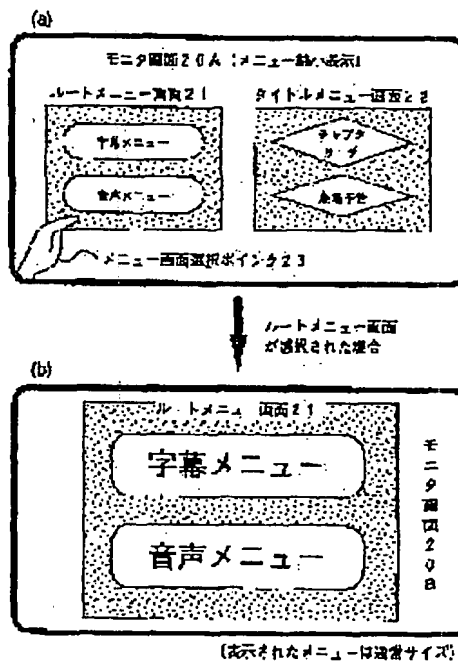 (a)
モニタ画面20A(メニュー縮小表示)
ルートメニュー画面21
タイトルメニュー画面22
字幕メニュー
チャプタ
サーチ
音声メニュー
メニュー画面選択ポインタ23
ルートメニュー画面
が選択された場合
(b)
ルートメニュー画面21
字幕メニュー
音声メニュー
モニタ画面20B
(表示されたメニューは通常サイズ)